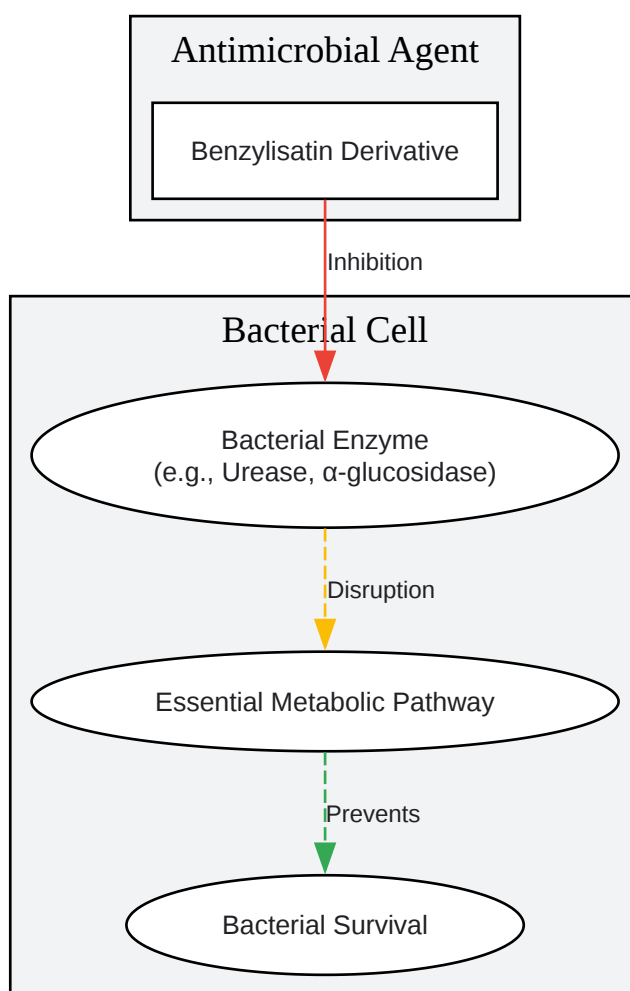 Antimicrobial Agent
Benzylisatin Derivative
Inhibition
Bacterial Cell
Bacterial Enzyme
(e.g., Urease, α-glucosidase)
Disruption
Essential Metabolic Pathway
Prevents
Bacterial Survival